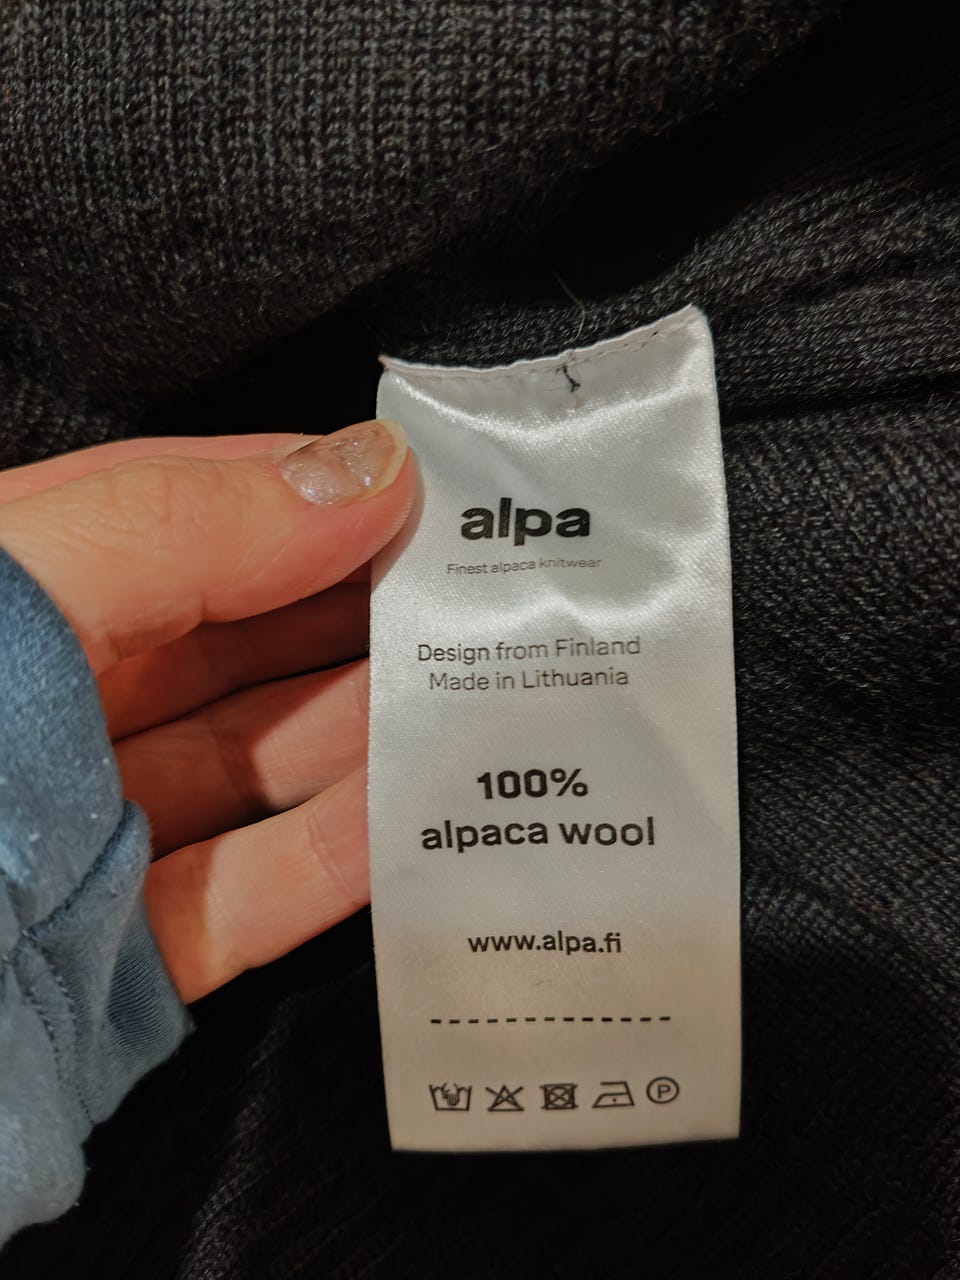 alpa
Finest alpaca knitwear
Design from Finland
Made in Lithuania
100%
alpaca wool
www.alpa.fi
P